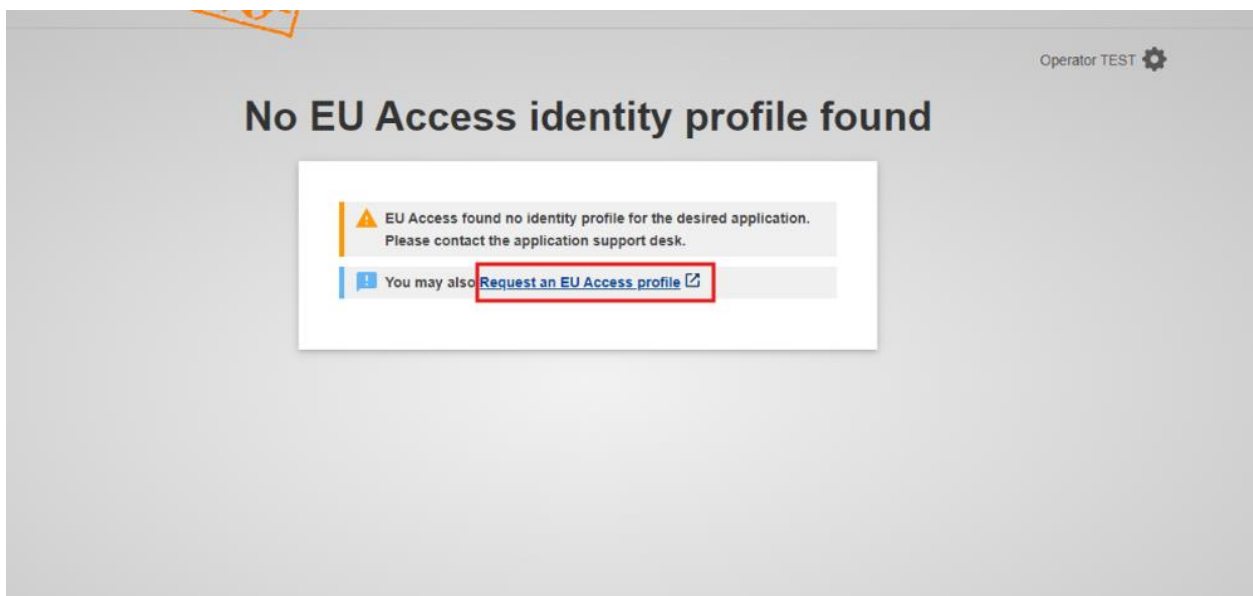 Operator TEST
No EU Access identity profile found
EU Access found no identity profile for the desired application.
Please contact the application support desk.
You may also Request an EU Access profile